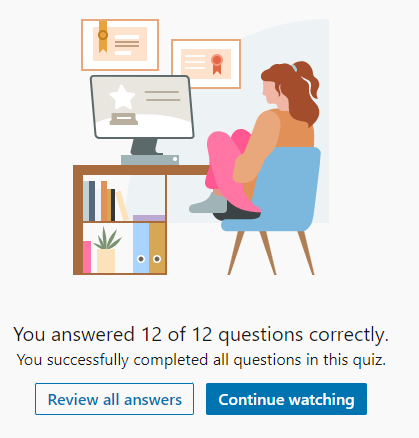 You answered 12 of 12 questions correctly.
You successfully completed all questions in this quiz.
Review all answers
Continue watching